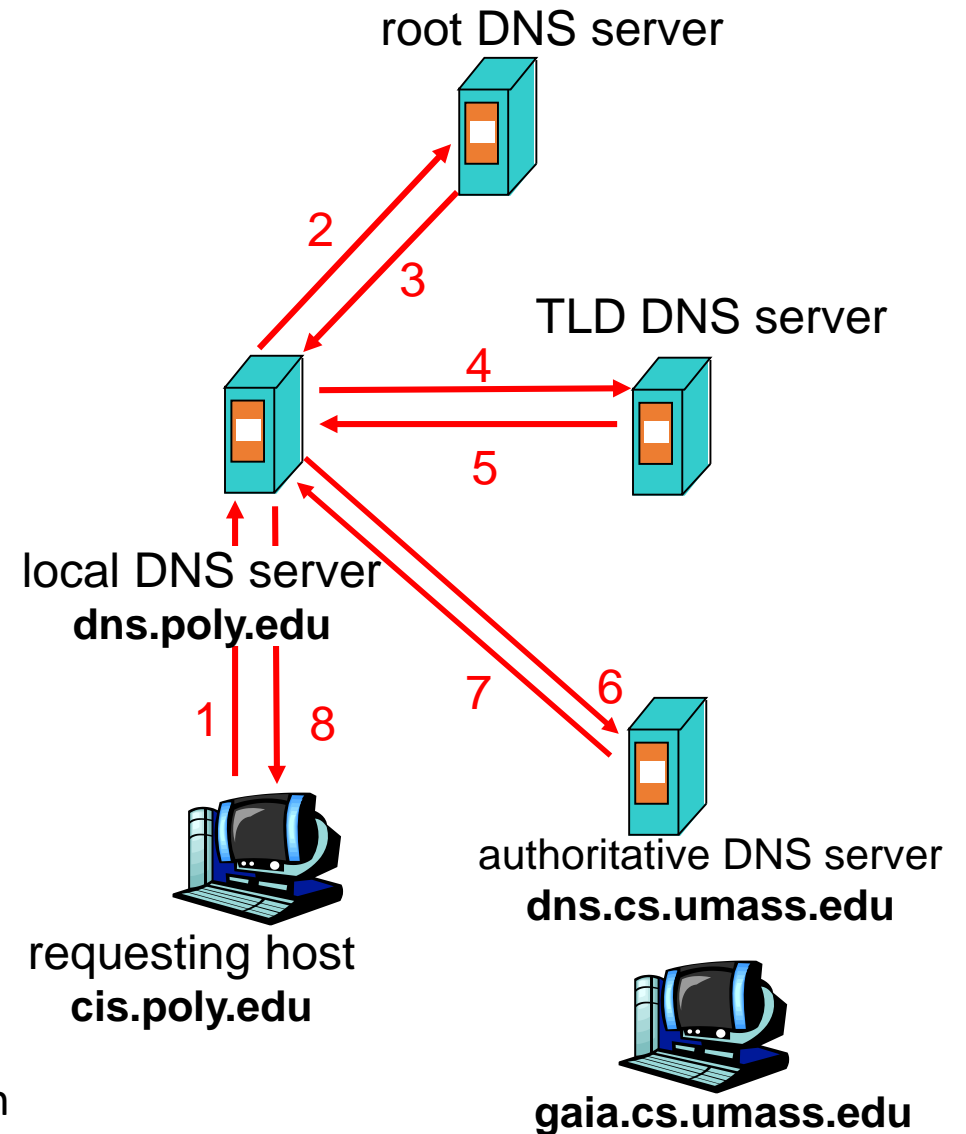 root DNS server
2
3
TLD DNS server
4
5
local DNS server
dns.poly.edu
1
8
7
6
authoritative DNS server
dns.cs.umass.edu
requesting host
cis.poly.edu
n
gaia.cs.umass.edu